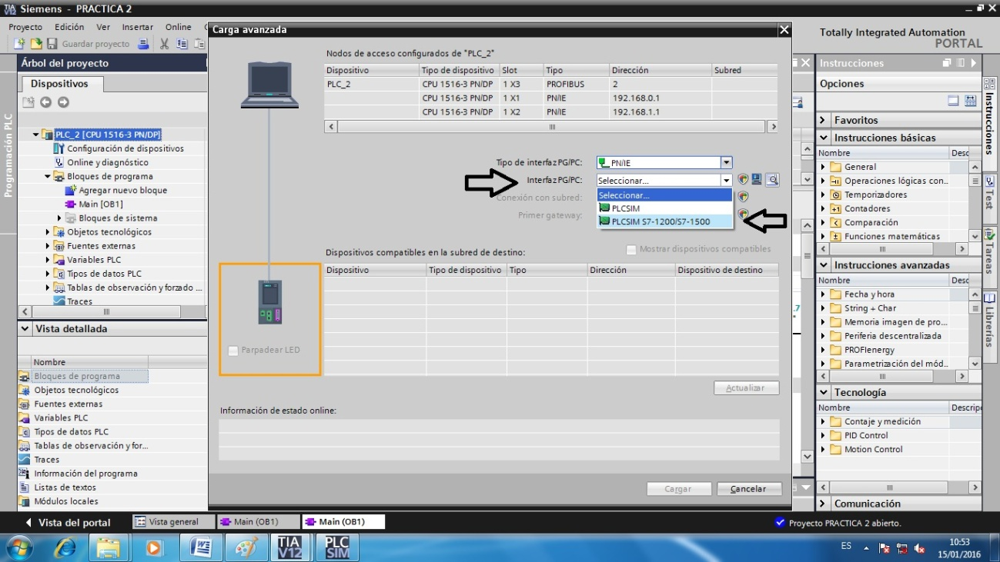 TIA V12 Siemens - PRACTICA 2
Proyecto Edición Ver Insertar Online
Guardar proyecto
Totally Integrated Automation
PORTAL
Árbol del proyecto
Dispositivos
Programación PLC
PLC_2 [CPU 1516-3 PN/DP]
Configuración de dispositivos
Online y diagnóstico
Bloques de programa
Agregar nuevo bloque
Main [OB1]
Bloques de sistema
Objetos tecnológicos
Fuentes externas
Variables PLC
Tipos de datos PLC
Tablas de observación y forzado ...
Traces
Vista detallada
Nombre
Bloques de programa
Objetos tecnológicos
Fuentes externas
Variables PLC
Tipos de datos PLC
Tablas de observación y for...
Traces
Información del programa
Listas de textos
Módulos locales
Carga avanzada
Nodos de acceso configurados de "PLC_2"
Dispositivo Tipo de dispositivo Slot Tipo Dirección Subred
PLC_2 CPU 1516-3 PN/DP 1 X3 PROFIBUS 2
CPU 1516-3 PN/DP 1 X1 PN/IE 192.168.0.1
CPU 1516-3 PN/DP 1 X2 PN/IE 192.168.1.1
Tipo de interfaz PG/PC: PN/IE
Interfaz PG/PC: Seleccionar...
Seleccionar...
Conexión con subred:
PLCSIM
Primer gateway:
PLCSIM S7-1200/S7-1500
Dispositivos compatibles en la subred de destino:
Mostrar dispositivos compatibles
Dispositivo Tipo de dispositivo Tipo Dirección Dispositivo de destino
Parpadear LED
Actualizar
Información de estado online:
Cargar Cancelar
Instrucciones
Opciones
Favoritos
Instrucciones básicas
Nombre Desc
General
Operaciones lógicas con..
Temporizadores
Contadores
Comparación
Funciones matemáticas
Instrucciones avanzadas
Nombre Desc
Fecha y hora
String + Char
Memoria imagen de pro...
Periferia descentralizada
PROFIenergy
Parametrización del mód..
Tecnología
Nombre Descrip
Contaje y medición
PID Control
Motion Control
Comunicación
Instrucciones
Test
Tareas
Librerías
Vista del portal
Vista general
Main (OB1)
Main (OB1)
Proyecto PRACTICA 2 abierto.
TIA V12
PLC SIM
ES
10:53
15/01/2016